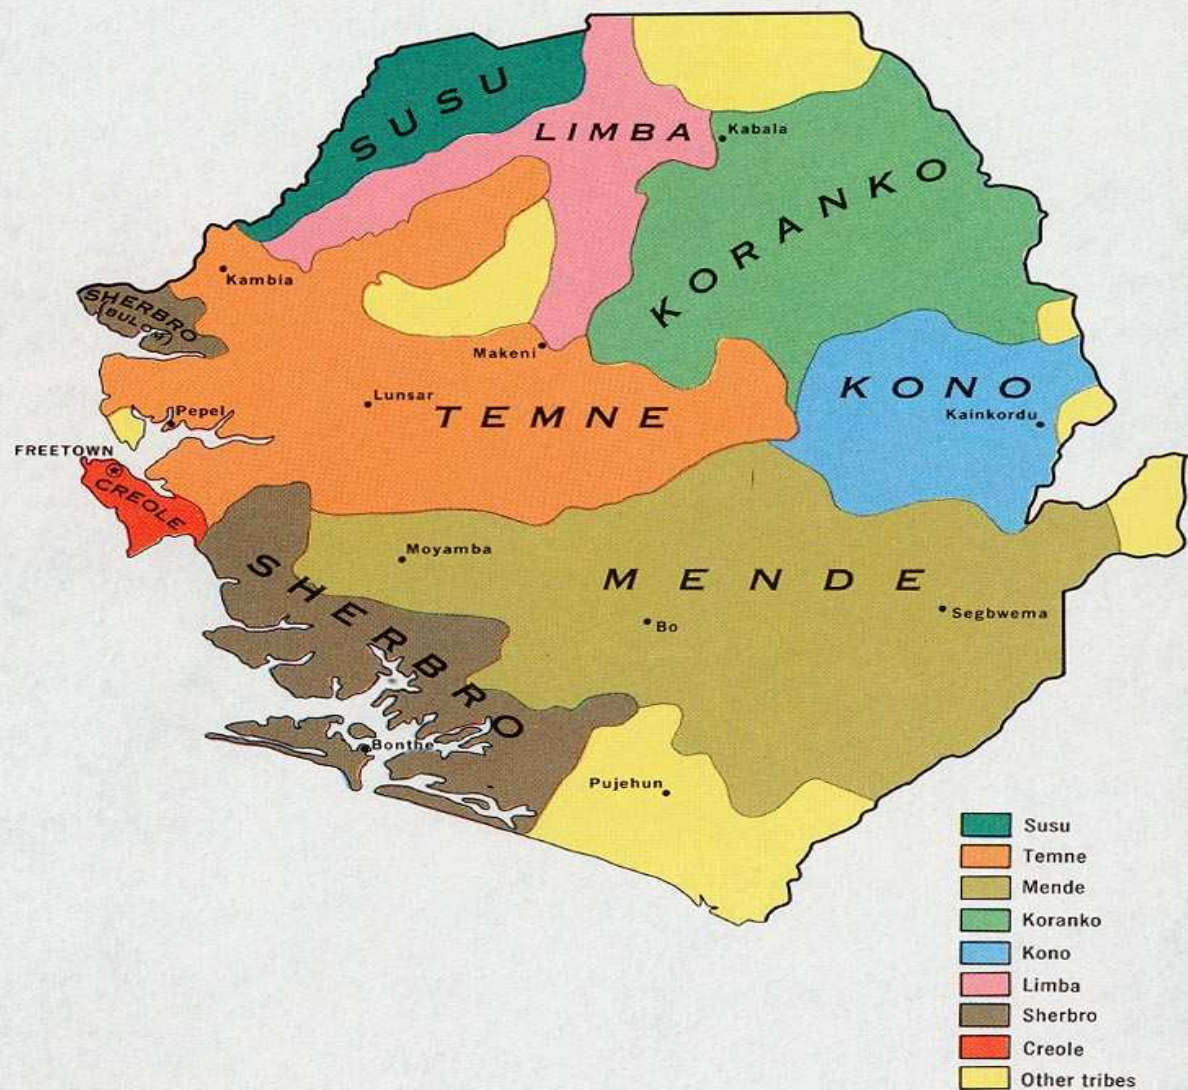 SUSU
LIMBA
Kabala
KORANKO
Kambia
SHERBRO
(BULOM)
Makeni
KONO
Kainkordu
Lunsar
TEMNE
Pepel
FREETOWN
CREOLE
Moyamba
MENDE
Segbwema
Bo
SHERBRO
Bonthe
Pujehun
Susu
Temne
Mende
Koranko
Kono
Limba
Sherbro
Creole
Other tribes